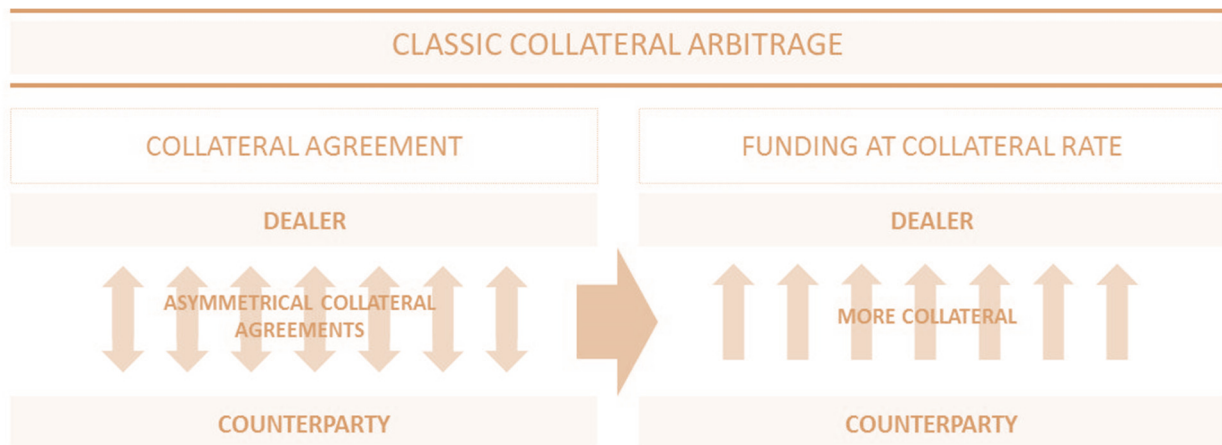 CLASSIC COLLATERAL ARBITRAGE
COLLATERAL AGREEMENT
DEALER
ASYMMETRICAL COLLATERAL
AGREEMENTS
COUNTERPARTY
FUNDING AT COLLATERAL RATE
DEALER
MORE COLLATERAL
COUNTERPARTY